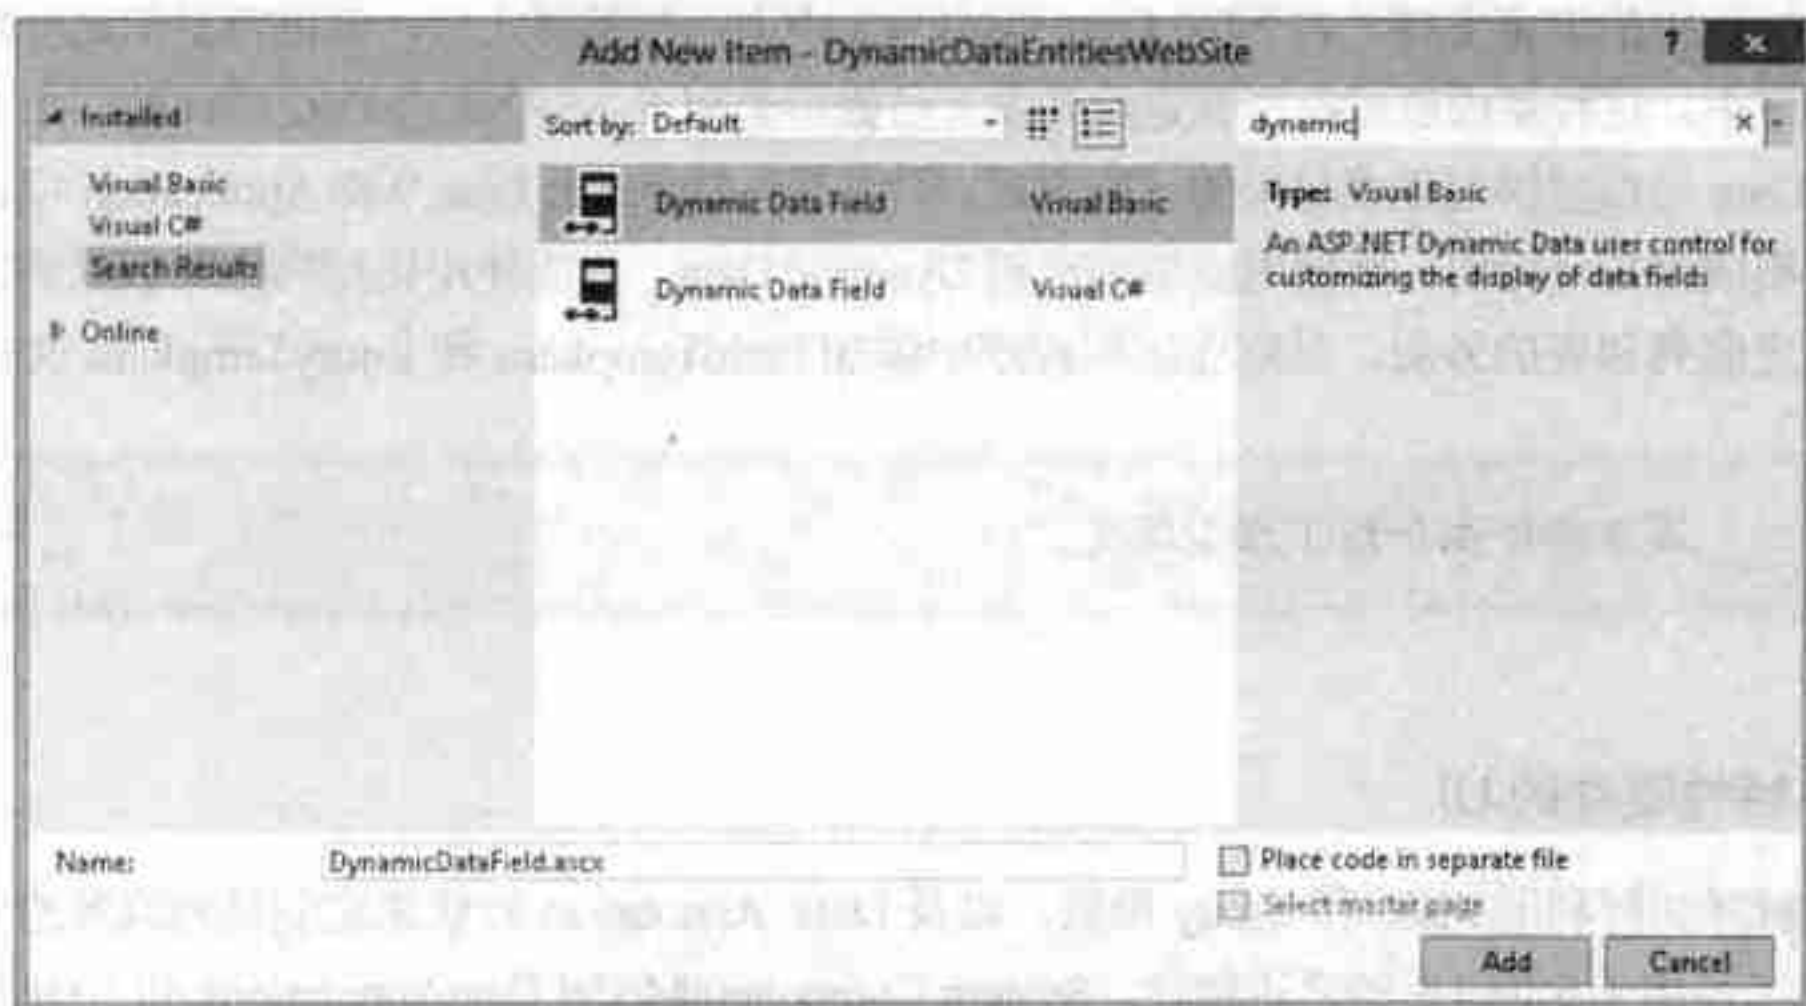 Add New Item - DynamicDataEntitiesWebSite
?
Installed
Visual Basic
Visual C#
Search Results
Online
Sort by: Default
Dynamic Data Field Visual Basic
Dynamic Data Field Visual C#
dynamic
Type: Visual Basic
An ASP.NET Dynamic Data user control for
customizing the display of data fields
Name: DynamicDataField.ascx
Place code in separate file
Select master page
Add Cancel